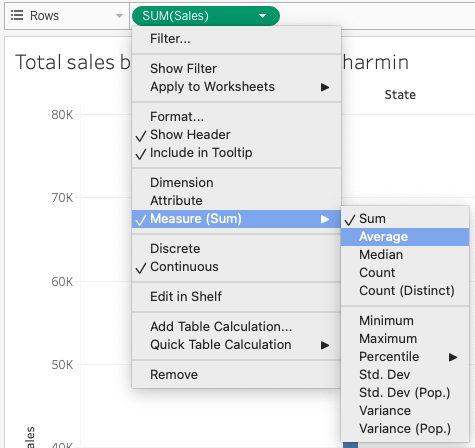 Rows
SUM(Sales)
Total sales b
harmin
State
80K
70K
60K
50K
40K
ales
Filter...
Show Filter
Apply to Worksheets
Format...
Show Header
Include in Tooltip
Dimension
Attribute
Measure (Sum)
Discrete
Continuous
Edit in Shelf
Add Table Calculation...
Quick Table Calculation
Remove
Sum
Average
Median
Count
Count (Distinct)
Minimum
Maximum
Percentile
Std. Dev
Std. Dev (Pop.)
Variance
Variance (Pop.)